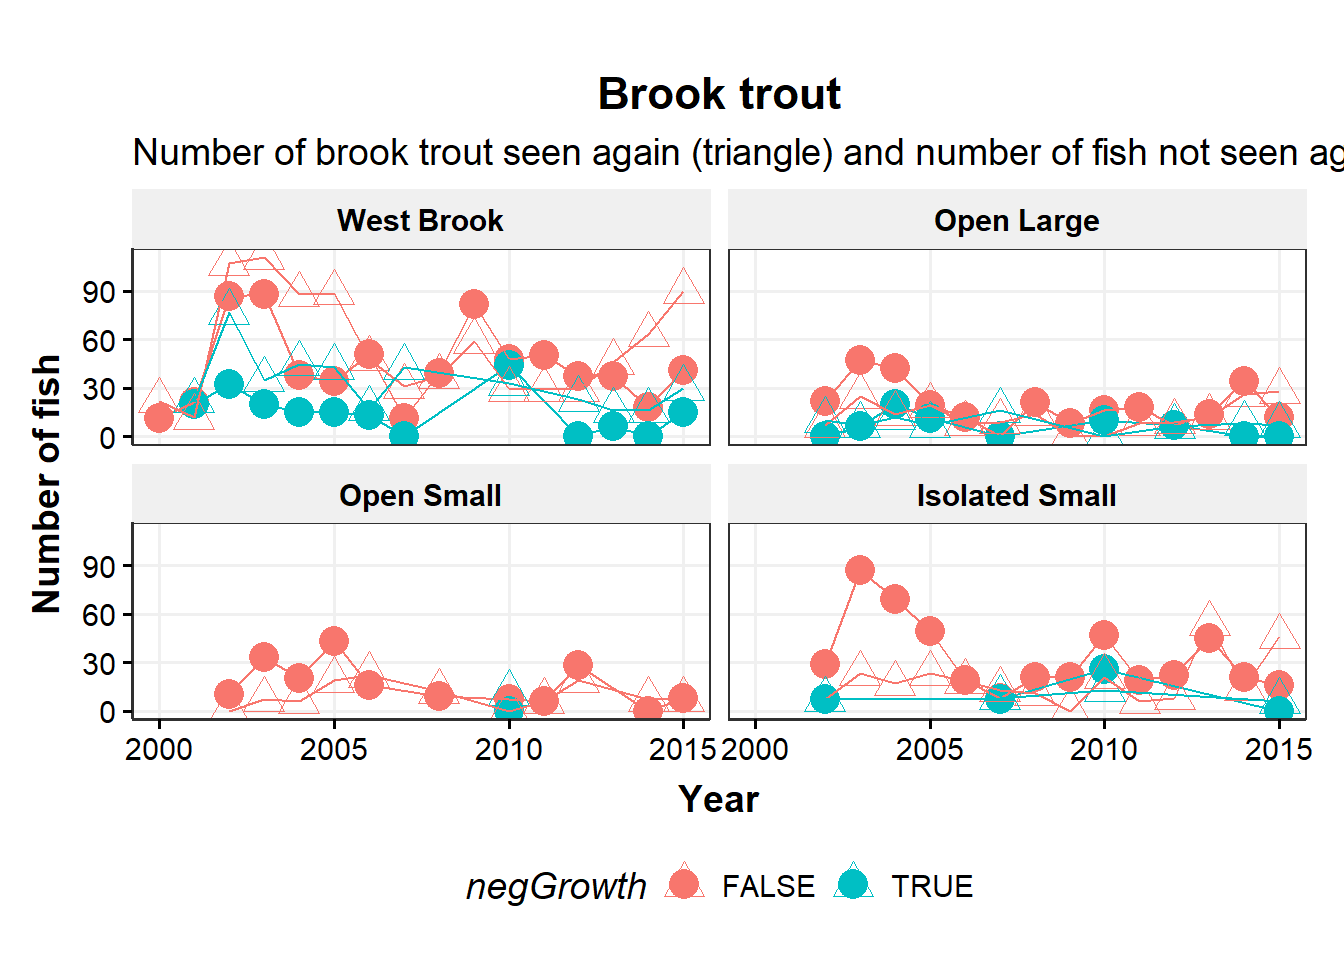 Brook trout
Number of brook trout seen again (triangle) and number of fish not seen ag
West Brook
Open Large
90
60
30
0
Open Small
Isolated Small
90
60
30
0
2000 2005 2010 2015 2000 2005 2010 2015
Number of fish
Year
negGrowth FALSE TRUE